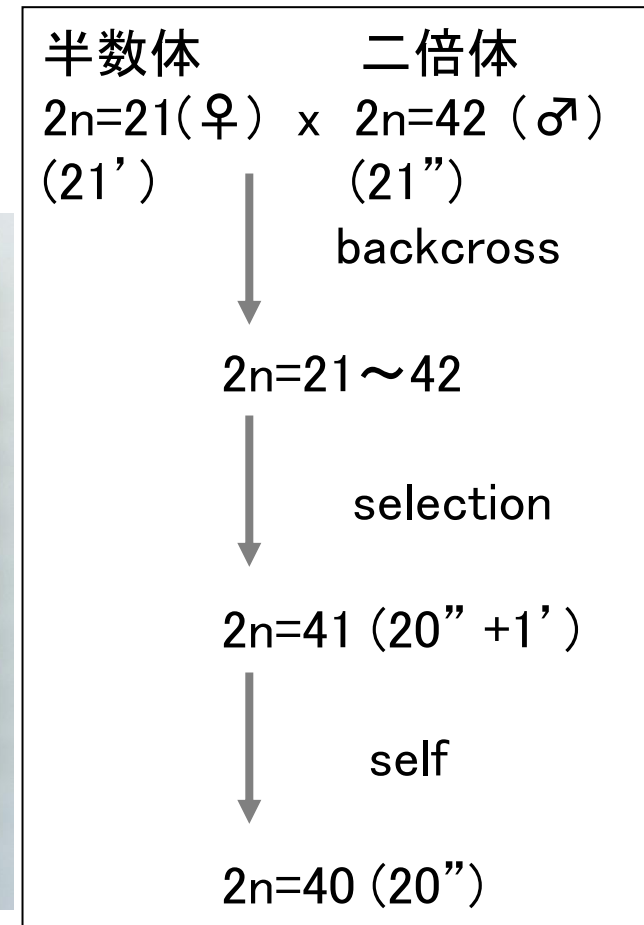 半数体 二倍体
2n=21(♀) x 2n=42 (♂)
(21’) (21”)
backcross
2n=21～42
selection
2n=41 (20” +1’)
self
2n=40 (20”)